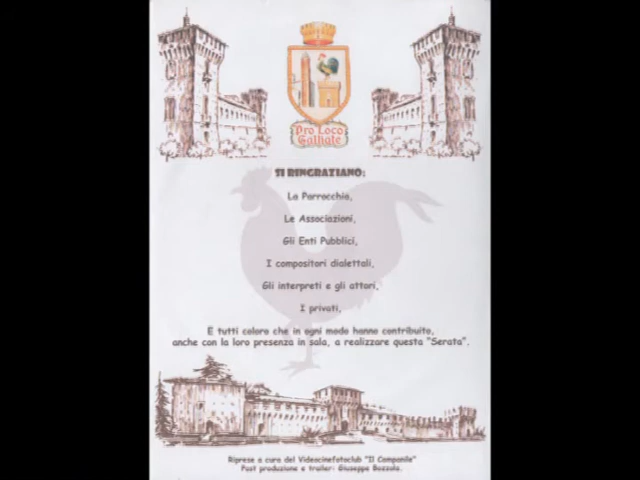 Pro Loco
Galliate
SI RINGRAZIANO:
La Parrocchia,
Le Associazioni,
Gli Enti Pubblici,
I compositori dialettali,
Gli interpreti e gli attori,
I privati,
E tutti coloro che in ogni modo hanno contribuito,
anche con la loro presenza in sala, a realizzare questa "Serata".
Riprese a cura del Videocinefotoclub "Il Campanile"
Post produzione e trailer: Giuseppe Bozzola.